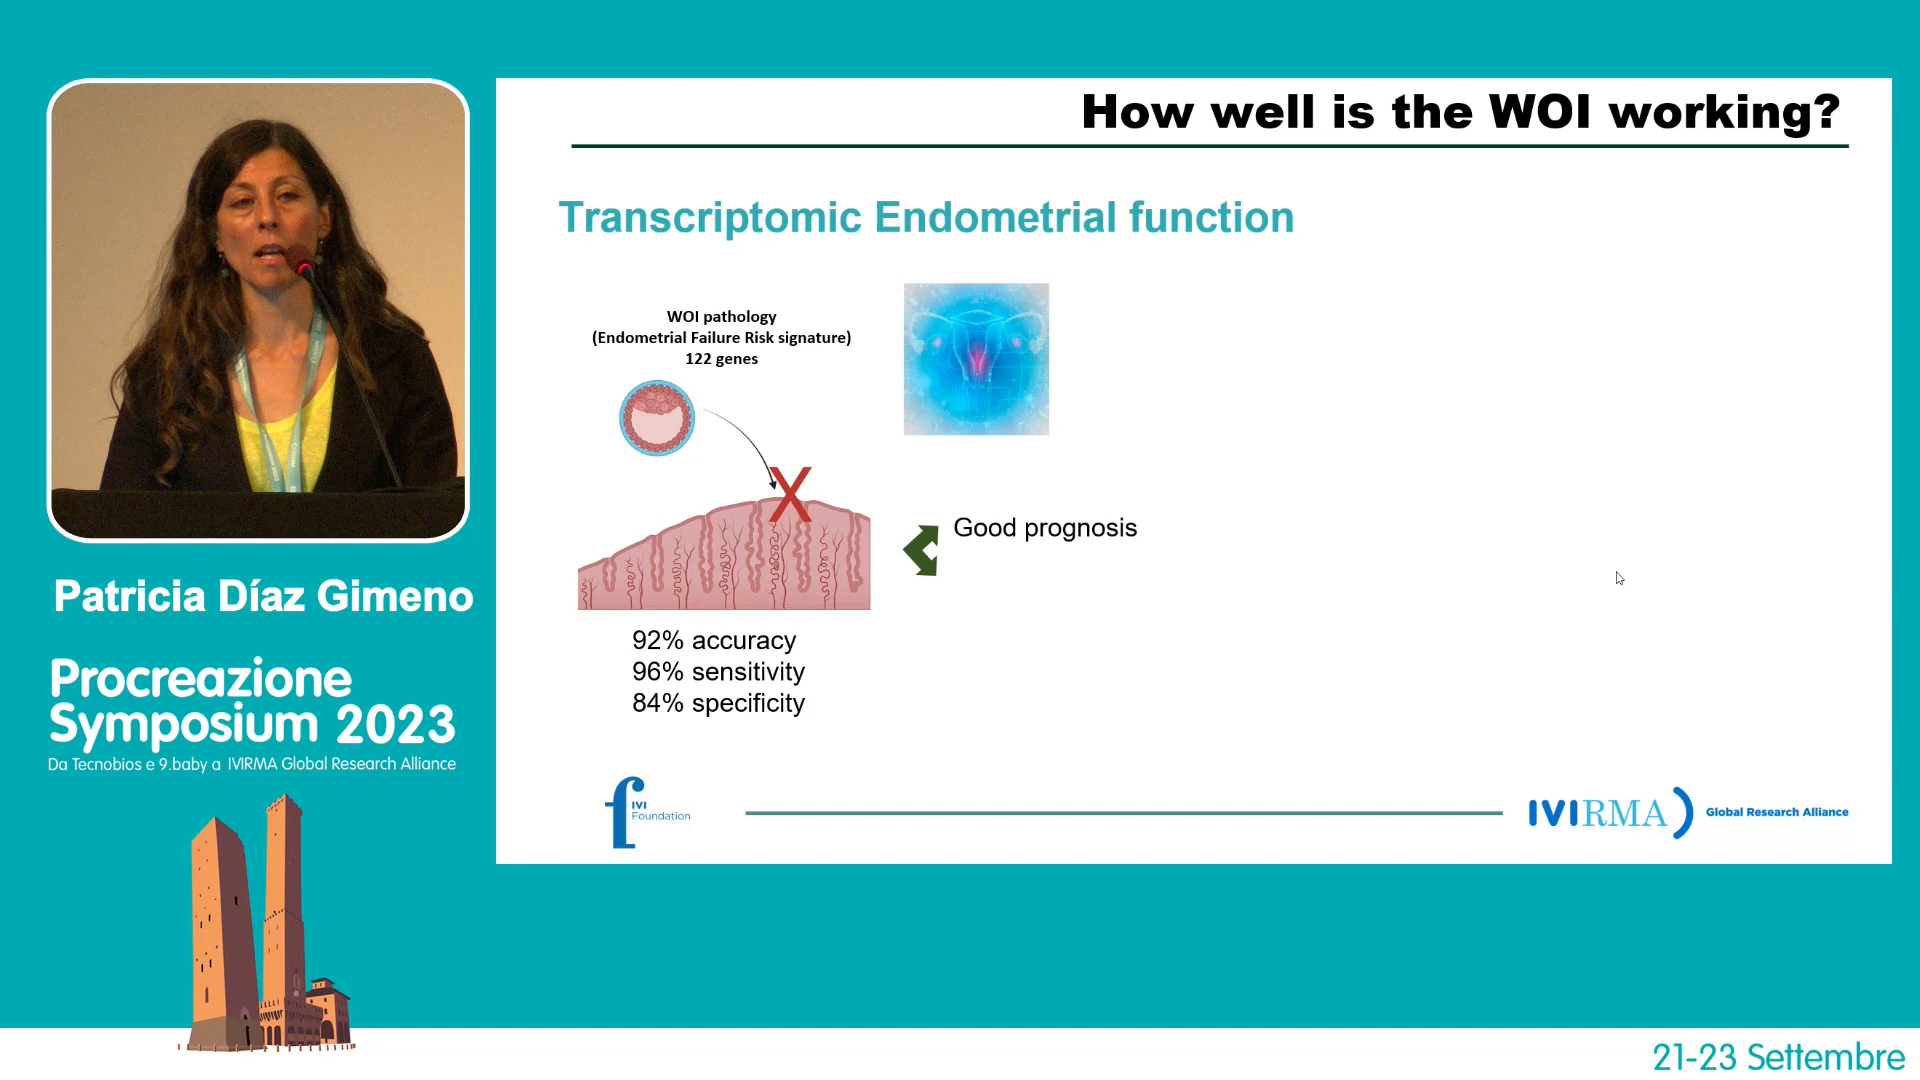 How well is the WOI working?
Transcriptomic Endometrial function
WOI pathology
(Endometrial Failure Risk signature)
122 genes
X
Good prognosis
92% accuracy
96% sensitivity
84% specificity
IVI
Foundation
IVIRMA
Global Research Alliance
Patricia Díaz Gimeno
Procreazione
Symposium 2023
Da Tecnobios e 9.baby a IVIRMA Global Research Alliance
21-23 Settembre